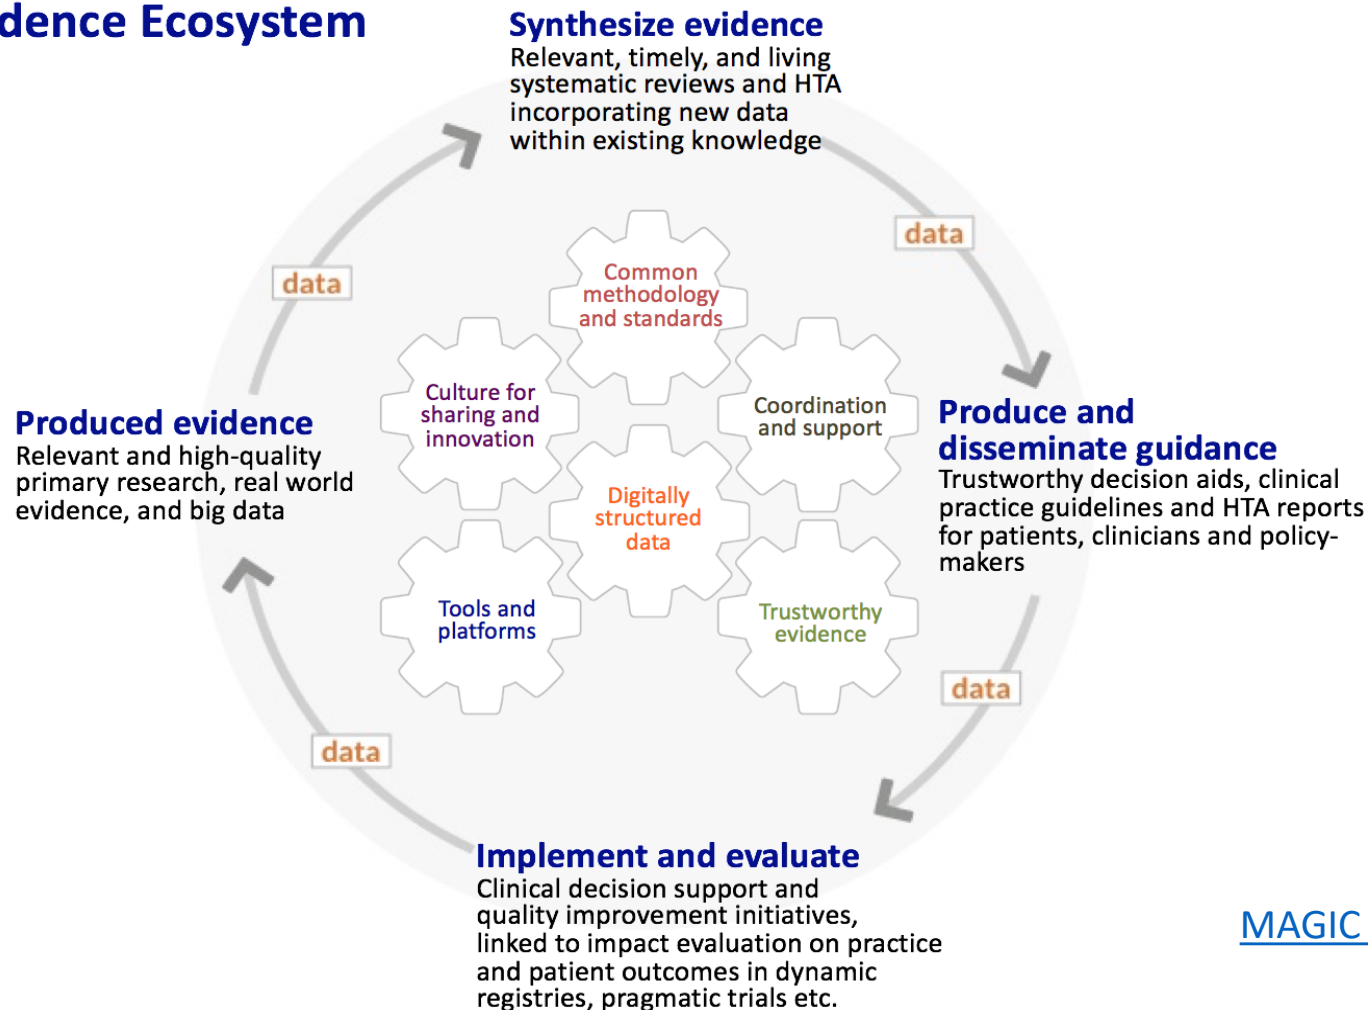 dence Ecosystem
Synthesize evidence
Relevant, timely, and living
systematic reviews and HTA
incorporating new data
within existing knowledge
data
data
Common
methodology
and standards
Culture for
sharing and
innovation
Coordination
and support
Produced evidence
Relevant and high-quality
primary research, real world
evidence, and big data
Produce and
disseminate guidance
Trustworthy decision aids, clinical
practice guidelines and HTA reports
for patients, clinicians and policy-
makers
Digitally
structured
data
Tools and
platforms
Trustworthy
evidence
data
data
Implement and evaluate
Clinical decision support and
quality improvement initiatives,
linked to impact evaluation on practice
and patient outcomes in dynamic
registries, pragmatic trials etc.
MAGIC